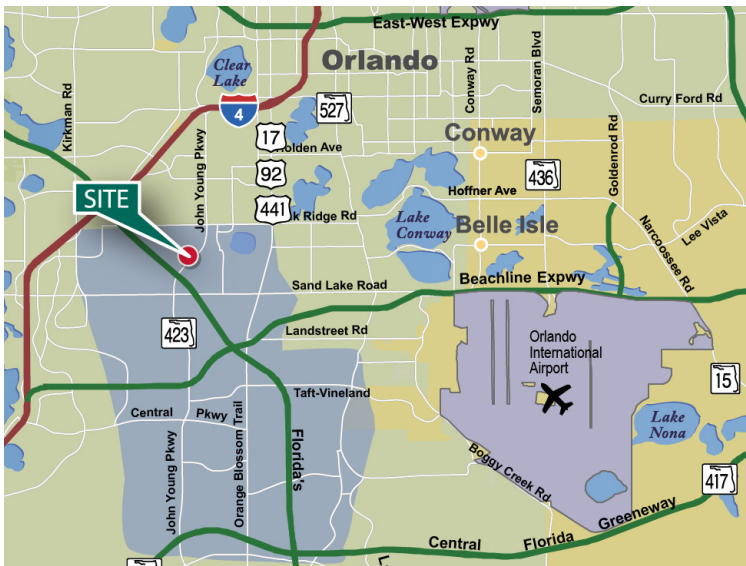 East-West Expwy
Orlando
Clear
Lake
Kirkman Rd
4
527
Conway Rd
Semoran Blvd
Curry Ford Rd
17
Holden Ave
Conway
Goldenrod Rd
92
436
John Young Pkwy
SITE
Hoffner Ave
441
k Ridge Rd
Lake
Conway
Belle Isle
Lee Vista
Narcoossee Rd
Sand Lake Road
Beachline Expwy
423
Landstreet Rd
Orlando
International
Airport
15
Taft-Vineland
Central Pkwy
Lake
Nona
John Young Pkwy
Orange Blossom Trail
Florida's
Boggy Creek Rd
417
Central Florida Greeneway